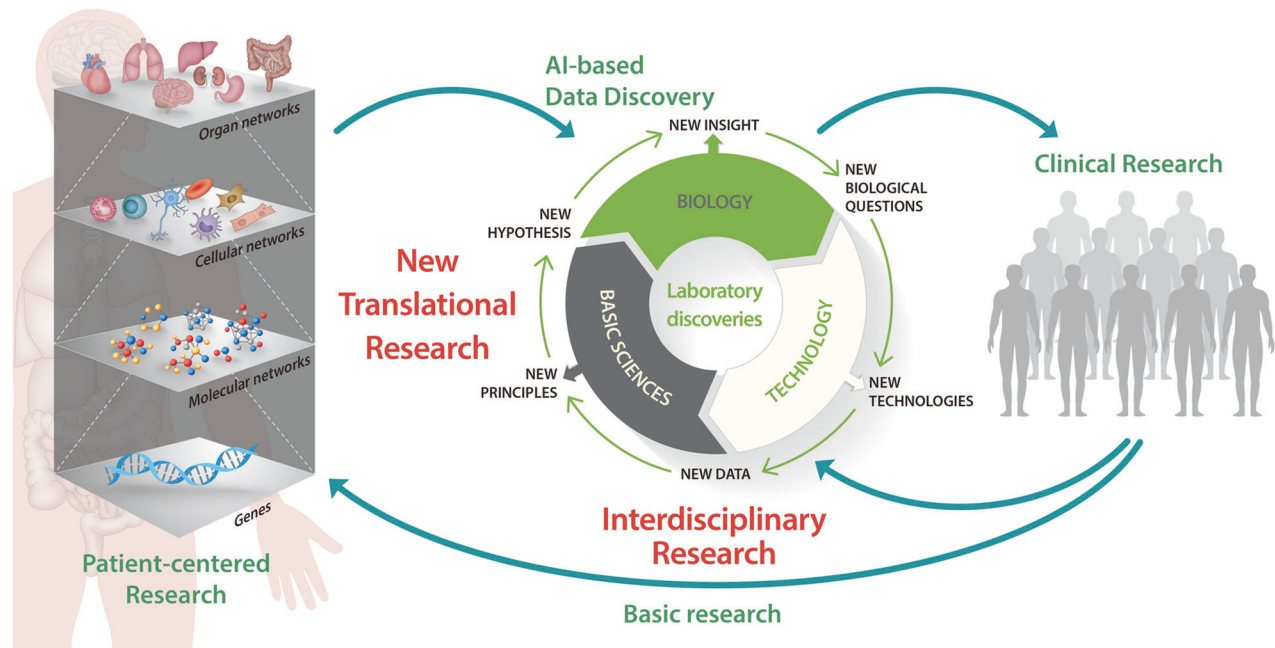 Organ networks
Cellular networks
Molecular networks
Genes
Patient-centered
Research
New
Translational
Research
AI-based
Data Discovery
NEW INSIGHT
NEW
BIOLOGICAL
QUESTIONS
NEW
TECHNOLOGIES
NEW DATA
NEW
PRINCIPLES
NEW
HYPOTHESIS
BIOLOGY
TECHNOLOGY
BASIC SCIENCES
Laboratory
discoveries
Interdisciplinary
Research
Basic research
Clinical Research